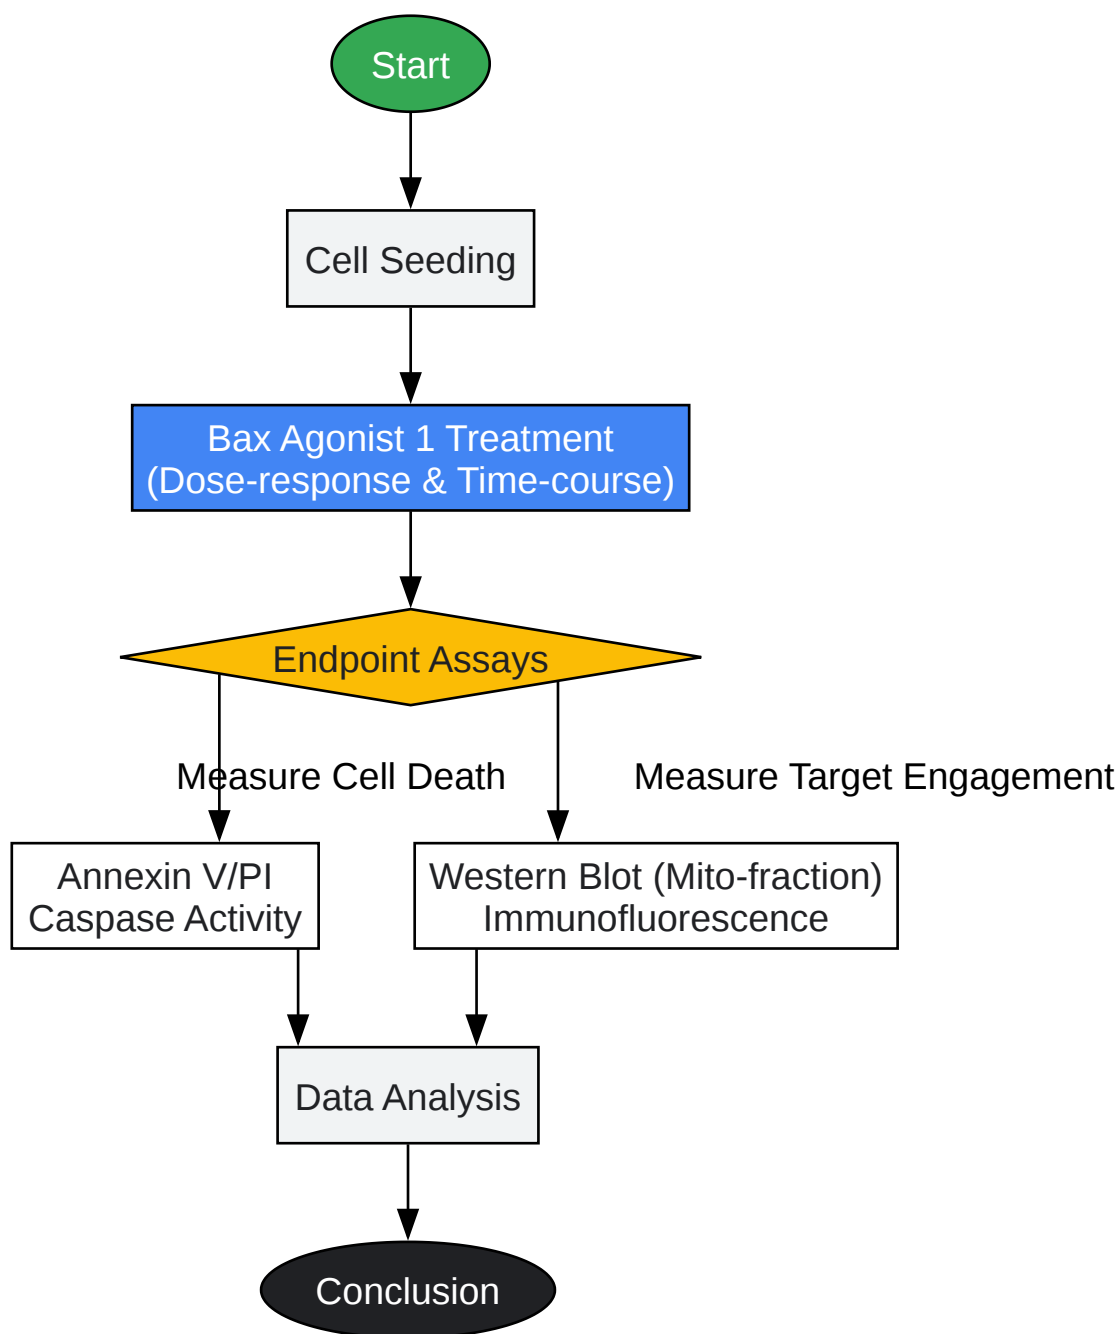 Start
Cell Seeding
Bax Agonist 1 Treatment
(Dose-response & Time-course)
Endpoint Assays
Measure Cell Death
Measure Target Engagement
Annexin V/PI
Caspase Activity
Western Blot (Mito-fraction)
Immunofluorescence
Data Analysis
Conclusion